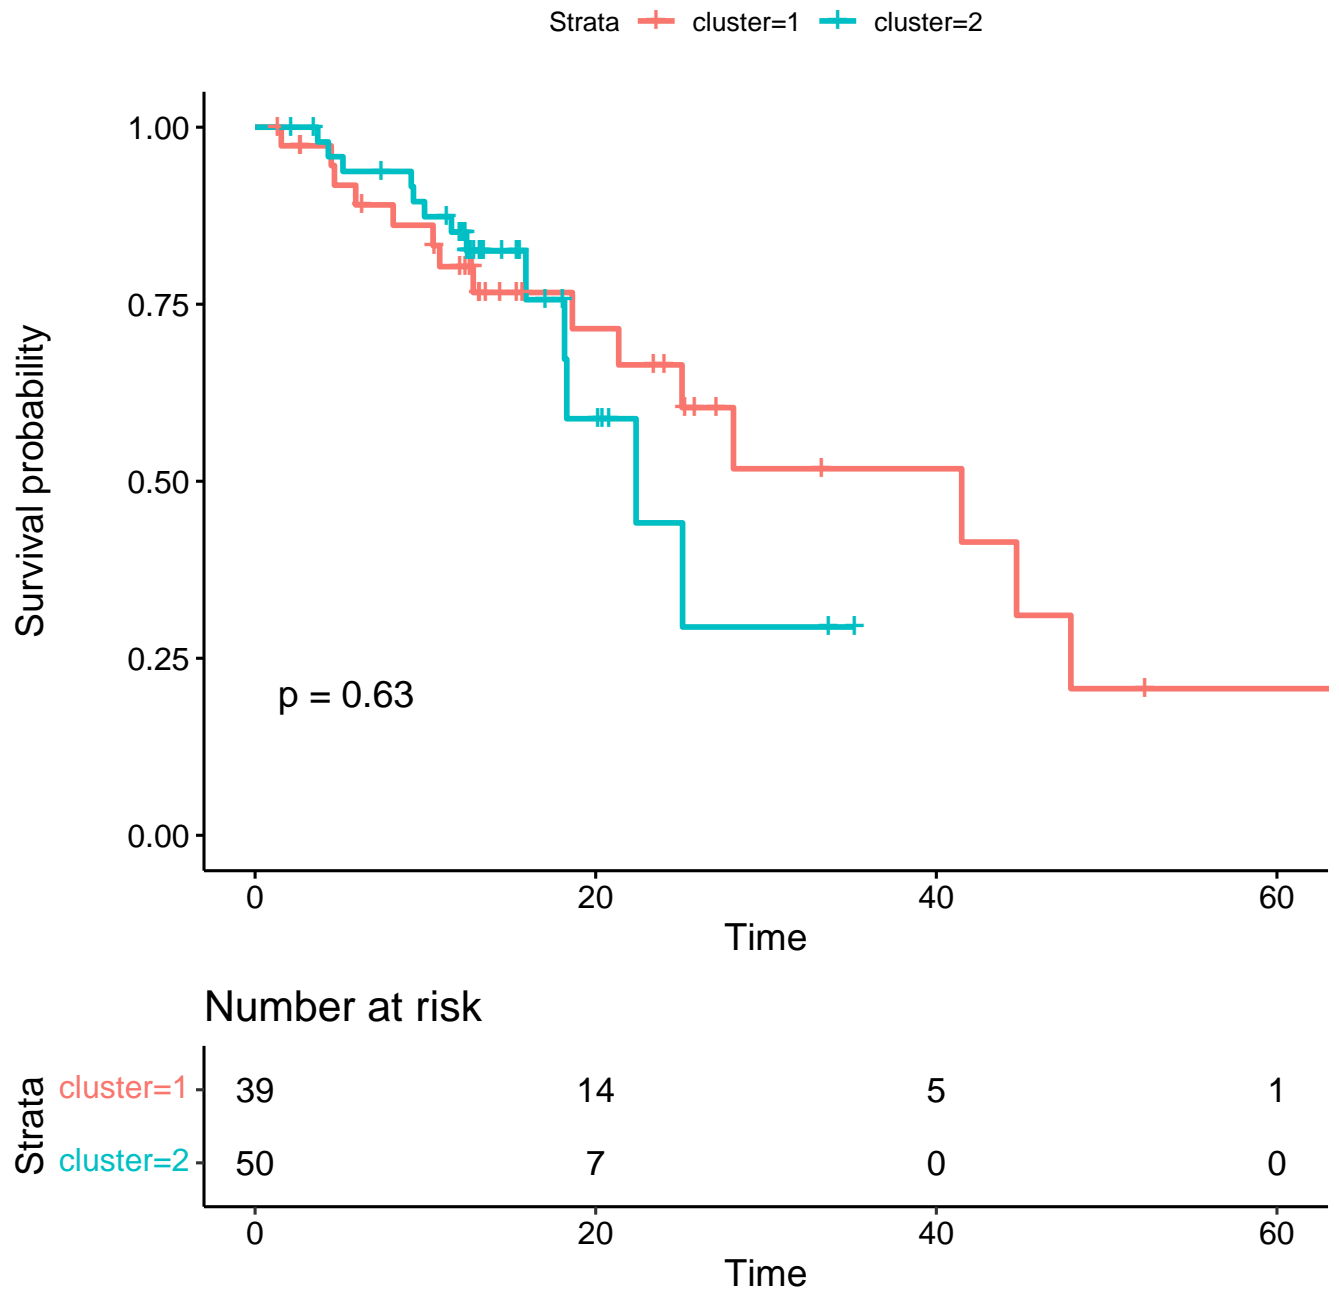 Strata cluster=1 cluster=2
Survival probability
1.00
0.75
0.50
0.25
0.00
p = 0.63
0 20 40 60
Time
Number at risk
Strata
cluster=1 39 14 5 1
cluster=2 50 7 0 0
0 20 40 60
Time